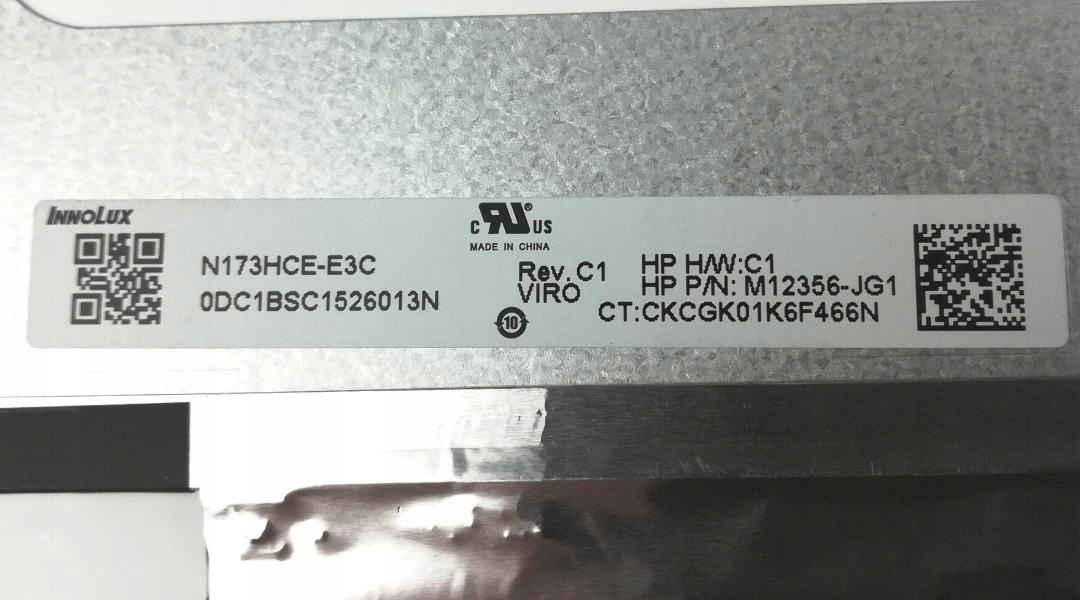 INNOLUX
N173HCE-E3C
0DC1BSC1526013N
C RU® US
MADE IN CHINA
Rev. C1
VIRO
10
HP H/W:C1
HP P/N: M12356-JG1
CT:CKCGK01K6F466N